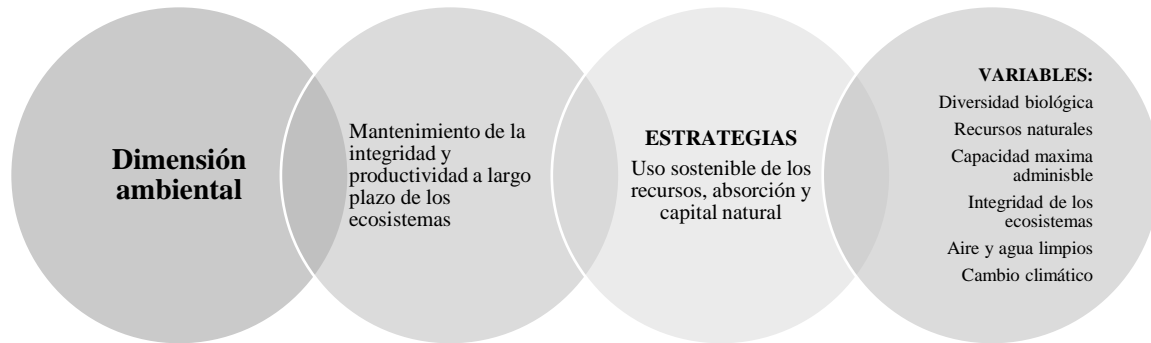 Dimensión
ambiental
Mantenimiento de la
integridad y
productividad a largo
plazo de los
ecosistemas
ESTRATEGIAS
Uso sostenible de los
recursos, absorción y
capital natural
VARIABLES:
Diversidad biológica
Recursos naturales
Capacidad maxima
adminisble
Integridad de los
ecosistemas
Aire y agua limpios
Cambio climático